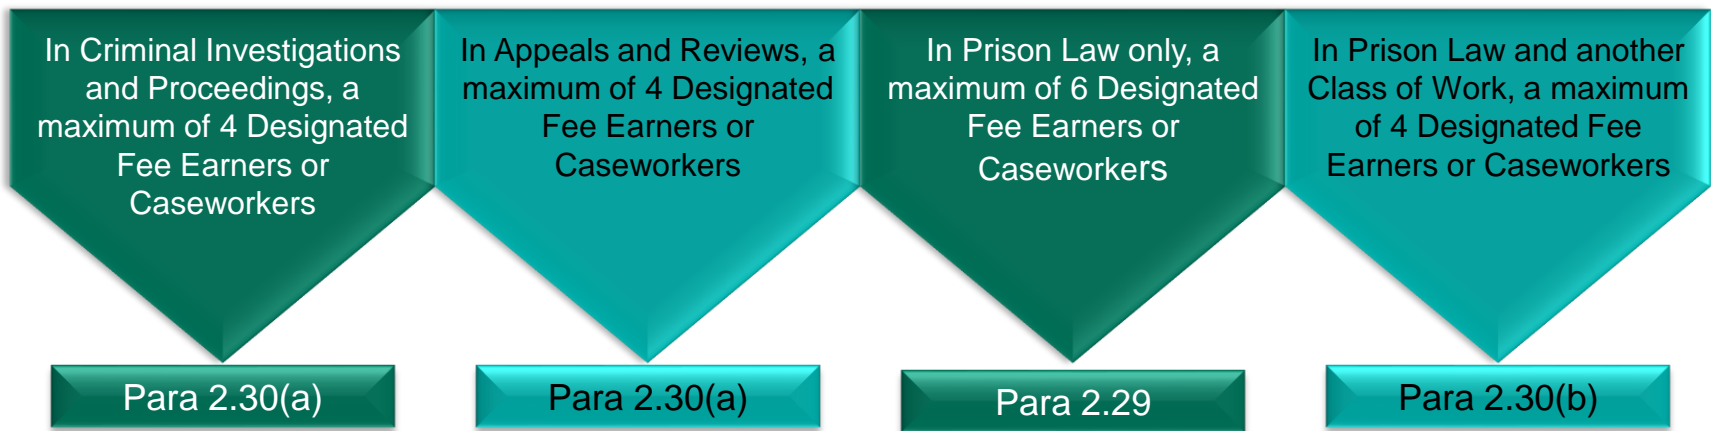 In Criminal Investigations
and Proceedings, a
maximum of 4 Designated
Fee Earners or
Caseworkers
In Appeals and Reviews, a
maximum of 4 Designated
Fee Earners or
Caseworkers
In Prison Law only, a
maximum of 6 Designated
Fee Earners or
Caseworkers
In Prison Law and another
Class of Work, a maximum
of 4 Designated Fee
Earners or Caseworkers
Para 2.30(a)
Para 2.30(a)
Para 2.29
Para 2.30(b)